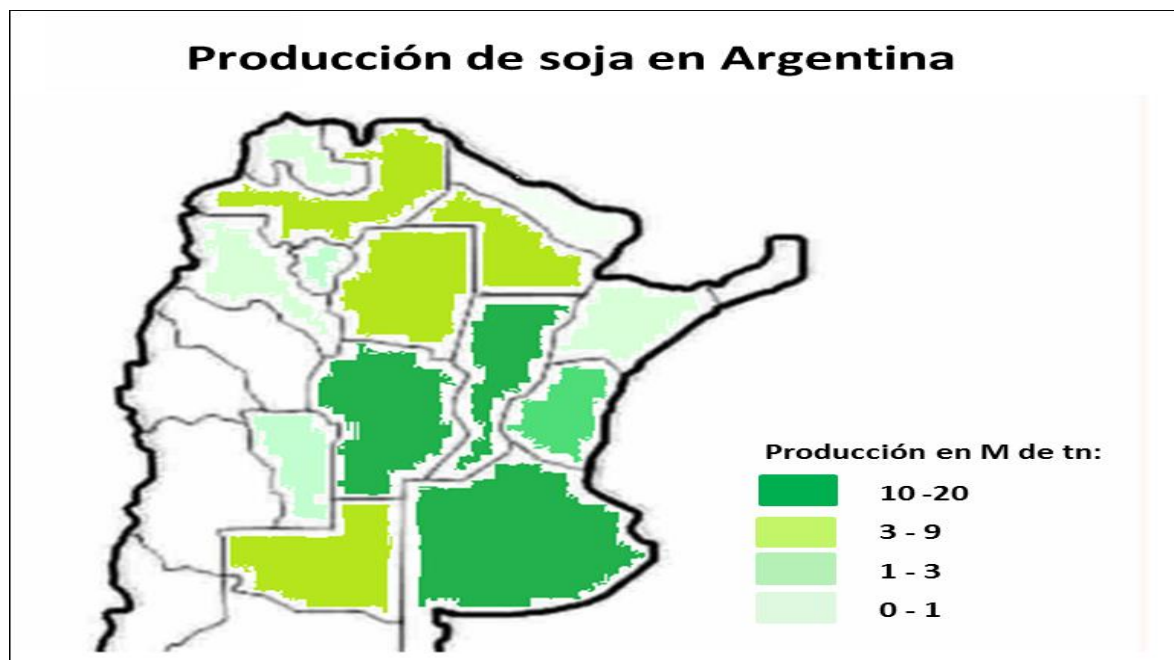 Producción de soja en Argentina
Producción en M de tn:
10 -20
3 - 9
1 - 3
0 - 1